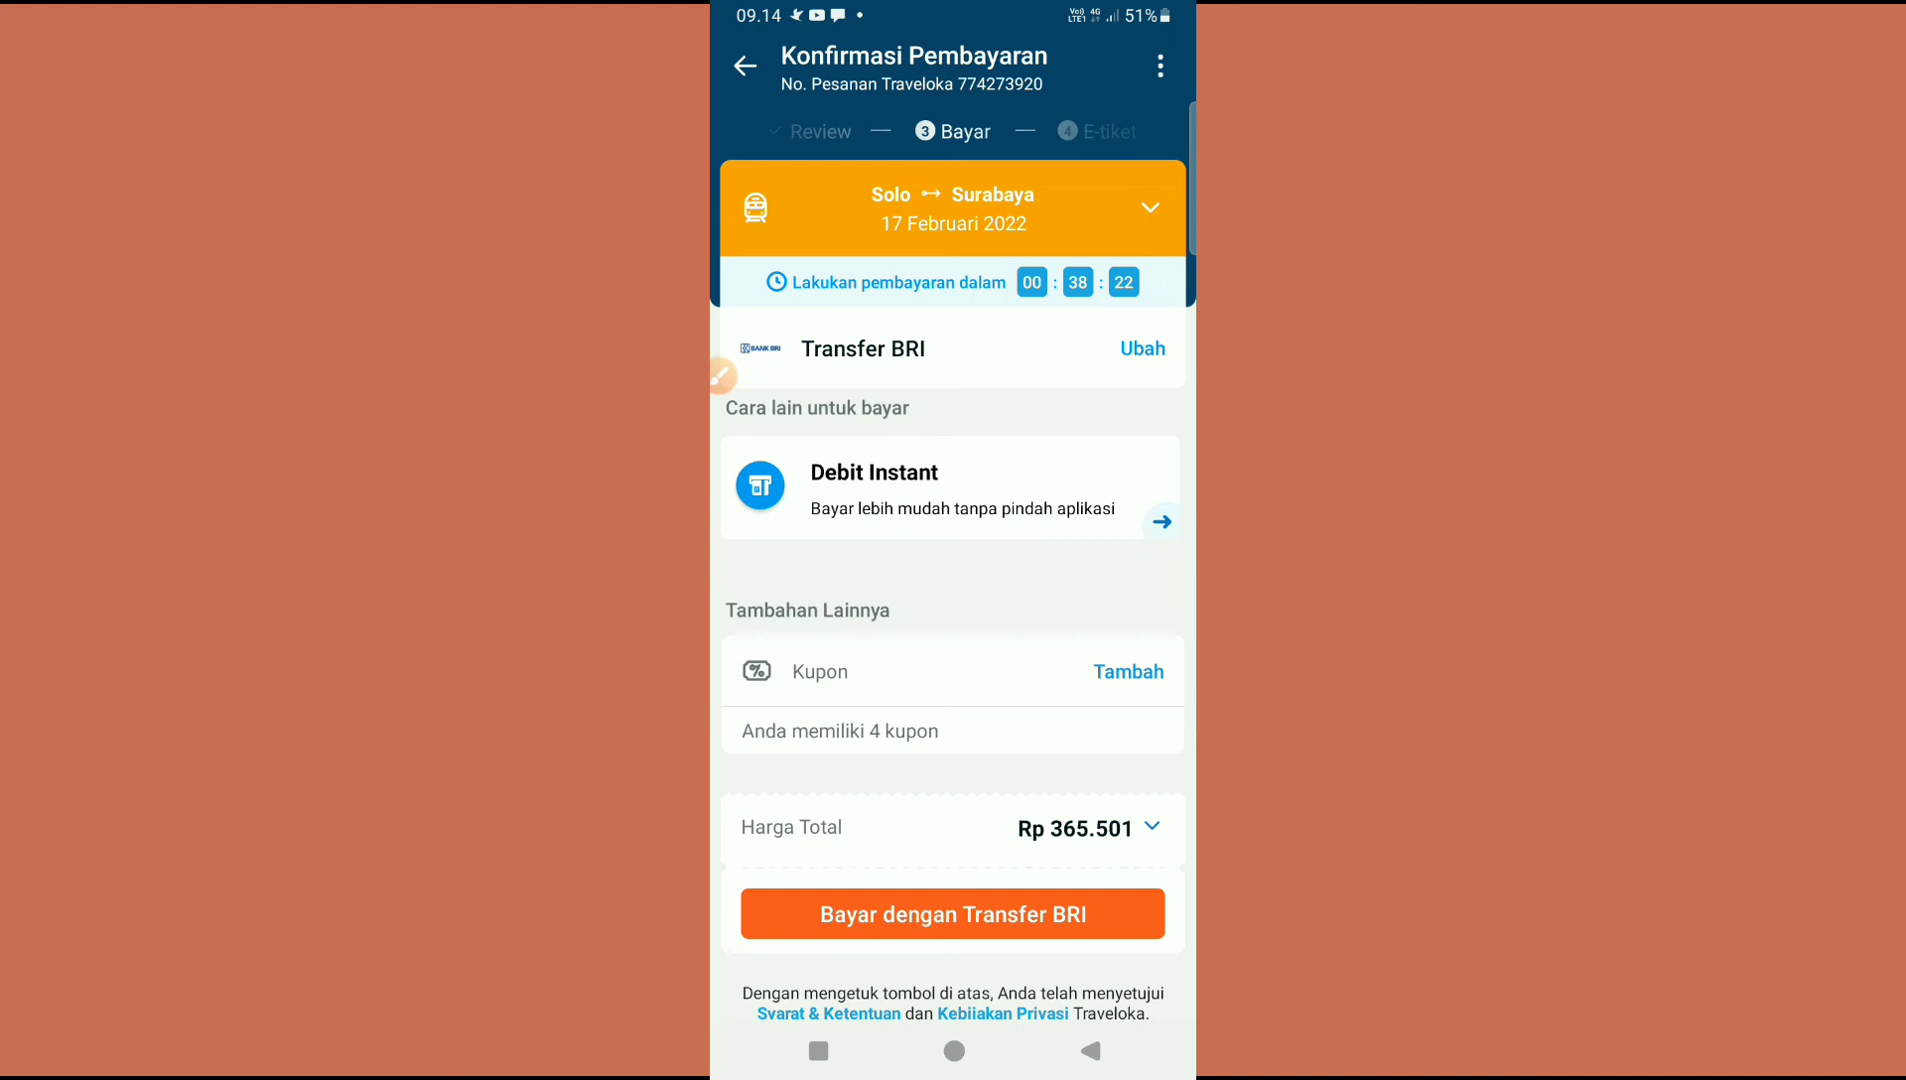 09.14 51%
Konfirmasi Pembayaran
No. Pesanan Traveloka 774273920
Review — 3 Bayar — 4 E-tiket
Solo ↔ Surabaya
17 Februari 2022
Lakukan pembayaran dalam 00 : 38 : 22
BANK BRI Transfer BRI Ubah
Cara lain untuk bayar
Debit Instant
Bayar lebih mudah tanpa pindah aplikasi
Tambahan Lainnya
% Kupon Tambah
Anda memiliki 4 kupon
Harga Total Rp 365.501
Bayar dengan Transfer BRI
Dengan mengetuk tombol di atas, Anda telah menyetujui
Syarat & Ketentuan dan Kebijakan Privasi Traveloka.